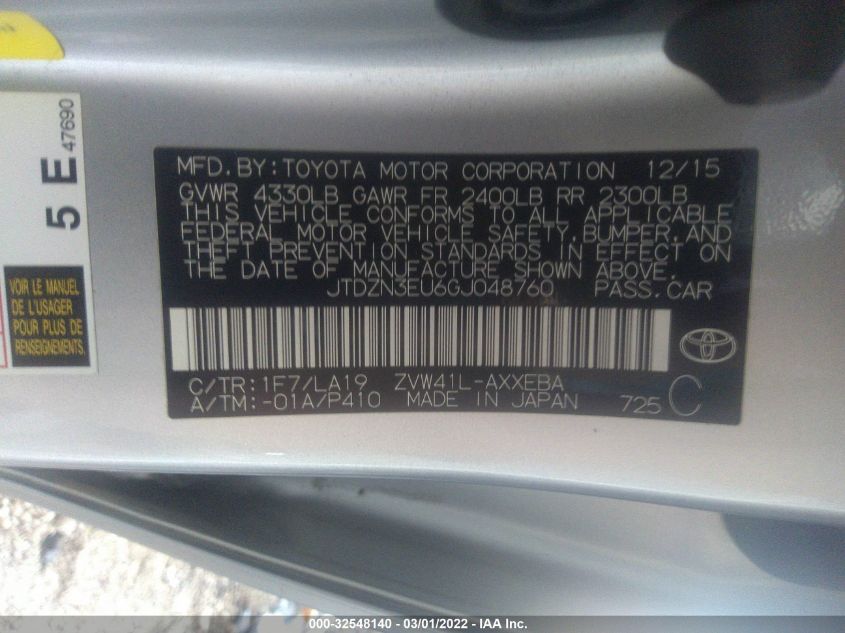 5 E
47690
VOIR LE MANUEL
DE L'USAGER
POUR PLUS DE
RENSEIGNEMENTS.
MFD.BY:TOYOTA MOTOR CORPORATION 12/15
GVWR 4330LB GAWR FR 2400LB RR 2300LB
THIS VEHICLE CONFORMS TO ALL APPLICABLE
FEDERAL MOTOR VEHICLE SAFETY,BUMPER,AND
THEFT PREVENTION STANDARDS IN EFFECT ON
THE DATE OF MANUFACTURE SHOWN ABOVE.
JTDZN3EU6GJ048760 PASS.CAR
C/TR:1F7/LA19 ZVW41L-AXXEBA
A/TM:-01A/P410 MADE IN JAPAN 725 C
000-32548140 - 03/01/2022 - IAA Inc.